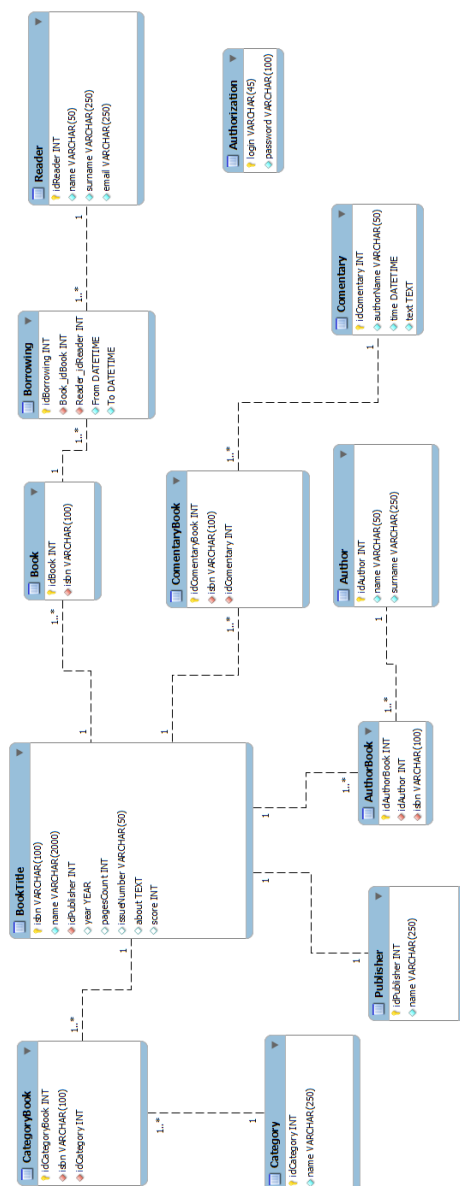 Reader
idReader INT
name VARCHAR(50)
surname VARCHAR(250)
email VARCHAR(250)
Authorization
login VARCHAR(45)
password VARCHAR(100)
1
1..*
Borrowing
idBorrowing INT
Book_idBook INT
Reader_idReader INT
From DATETIME
To DATETIME
Comentary
idComentary INT
authorName VARCHAR(50)
time DATETIME
text TEXT
1..*
1
1
1..*
Book
idBook INT
isbn VARCHAR(100)
ComentaryBook
idComentaryBook INT
isbn VARCHAR(100)
idComentary INT
Author
idAuthor INT
name VARCHAR(50)
surname VARCHAR(250)
1..*
1..*
1
1..*
1
1
BookTitle
isbn VARCHAR(100)
name VARCHAR(2000)
idPublisher INT
year YEAR
pagesCount INT
issueNumber VARCHAR(50)
about TEXT
score INT
AuthorBook
idAuthorBook INT
idAuthor INT
isbn VARCHAR(100)
1
1..*
1
1
1
1..*
Publisher
idPublisher INT
name VARCHAR(250)
CategoryBook
idCategoryBook INT
isbn VARCHAR(100)
idCategory INT
1..*
1
Category
idCategory INT
name VARCHAR(250)